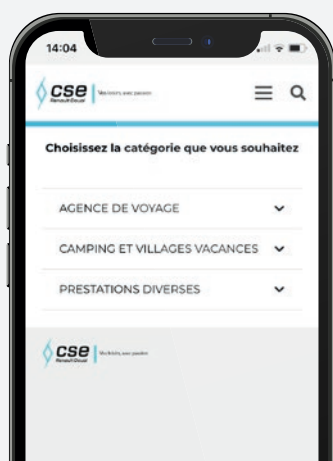 14:04
cse
Renault Douai
Choisissez la catégorie que vous souhaitez
AGENCE DE VOYAGE
CAMPING ET VILLAGES VACANCES
PRESTATIONS DIVERSES
cse
Renault Douai